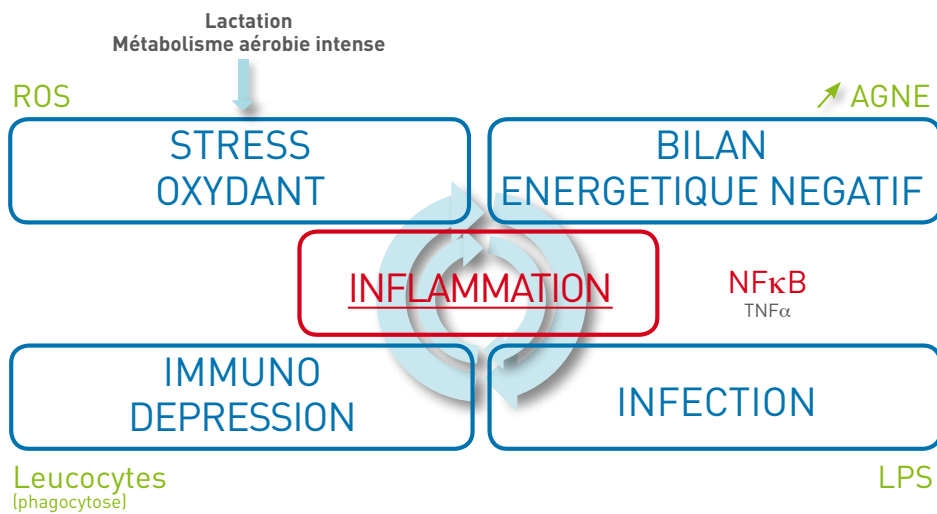 Lactation
Métabolisme aérobie intense
ROS
AGNE
STRESS
OXYDANT
BILAN
ENERGETIQUE NEGATIF
INFLAMMATION
NFκB
TNFα
IMMUNO
DEPRESSION
INFECTION
Leucocytes
(phagocytose)
LPS